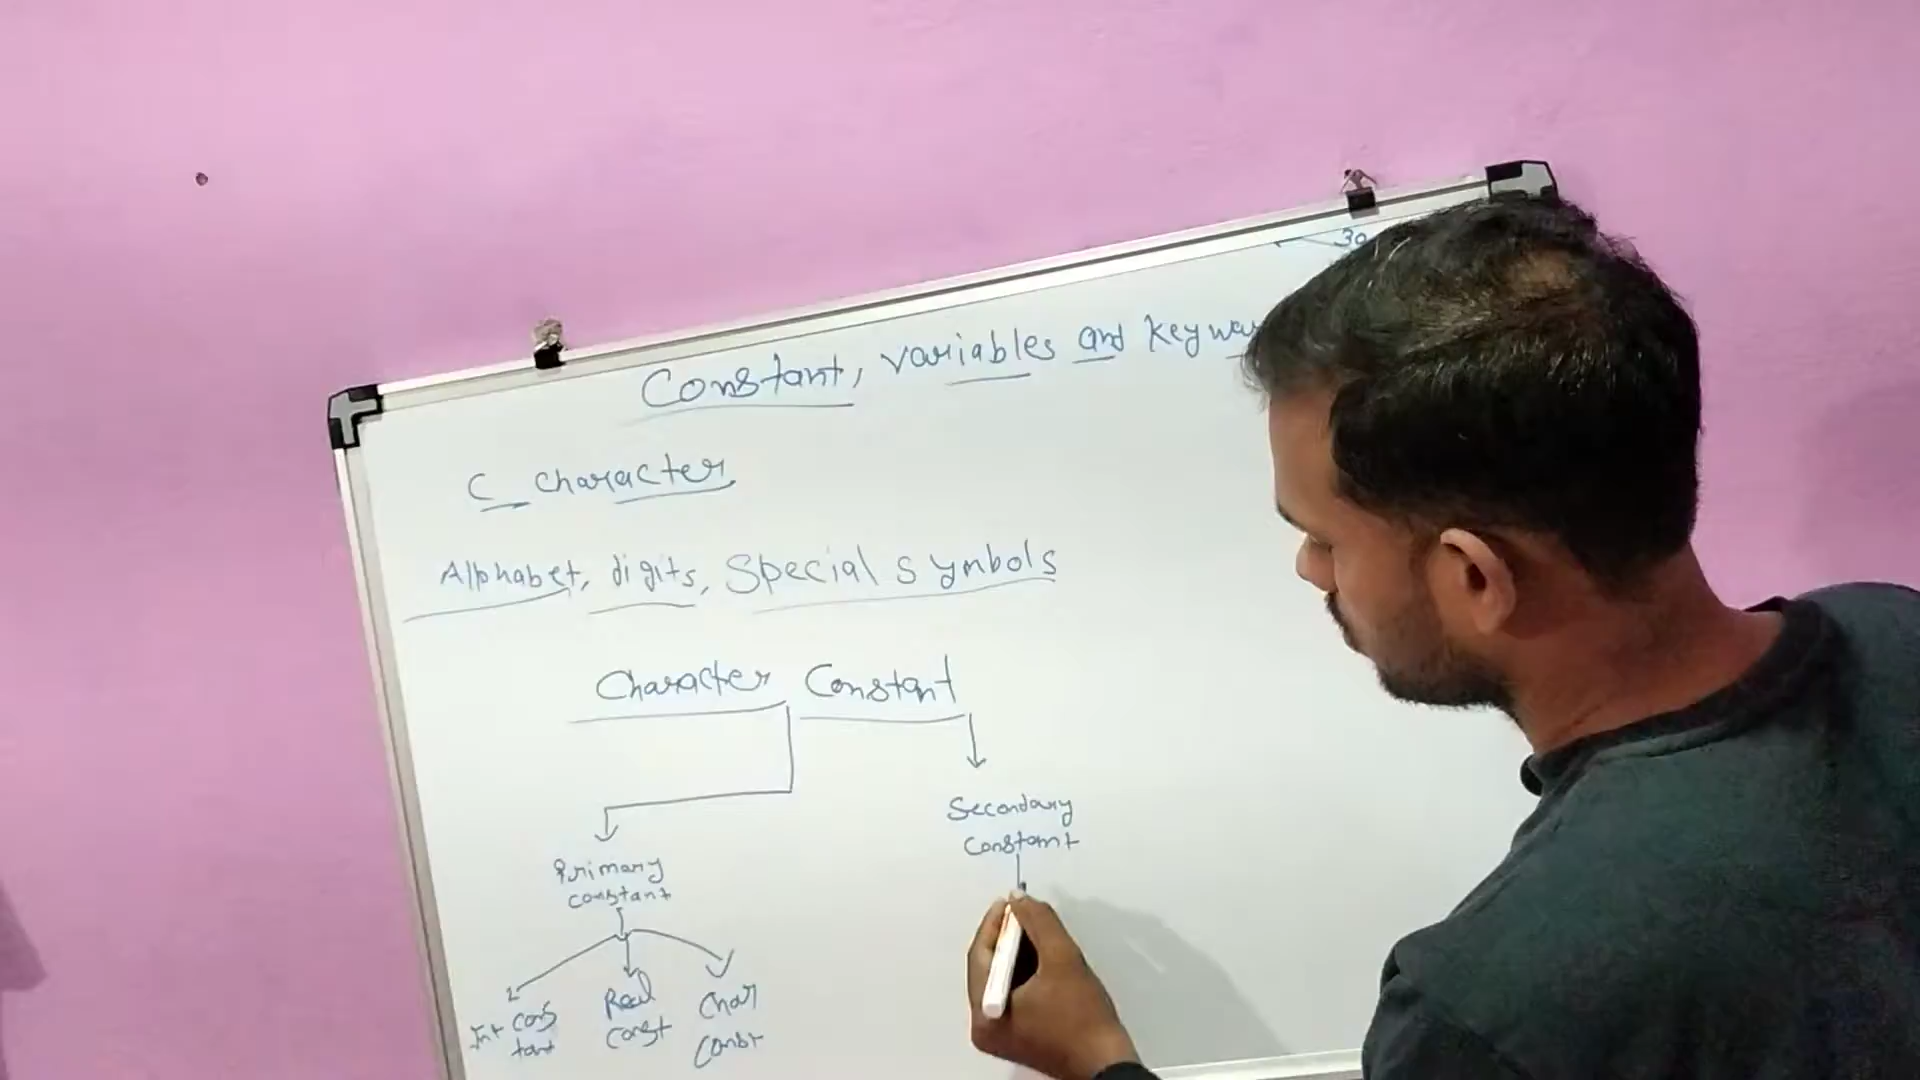 30
Constant, variables and keywor
C character
Alphabet, digits, Special symbols
Character Constant
Secondary
constant
Primary
constant
Int cons
tant
Real
const
Char
const